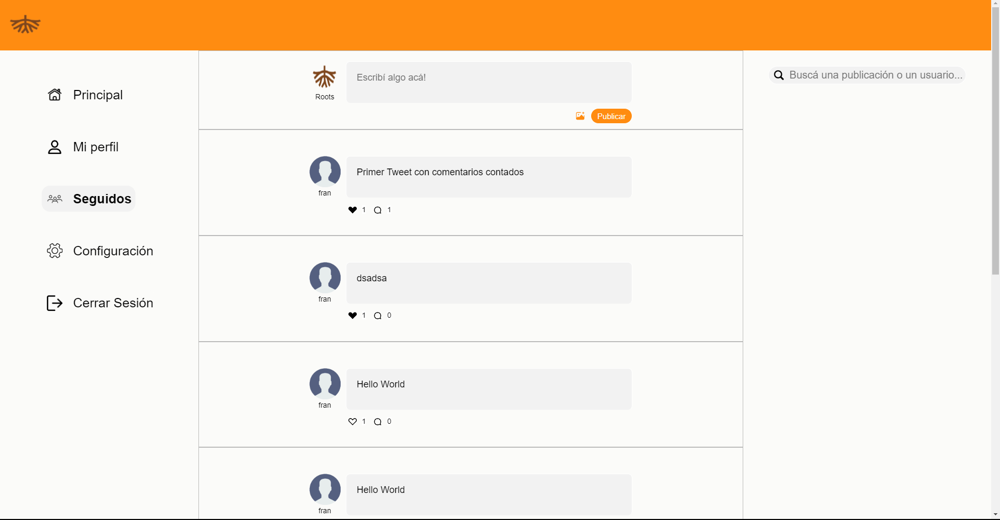 Principal
Mi perfil
Seguidos
Configuración
Cerrar Sesión
Escribí algo acá!
Roots
Publicar
Primer Tweet con comentarios contados
fran
1 1
dsadsa
fran
1 0
Hello World
fran
1 0
Hello World
fran
Buscá una publicación o un usuario...